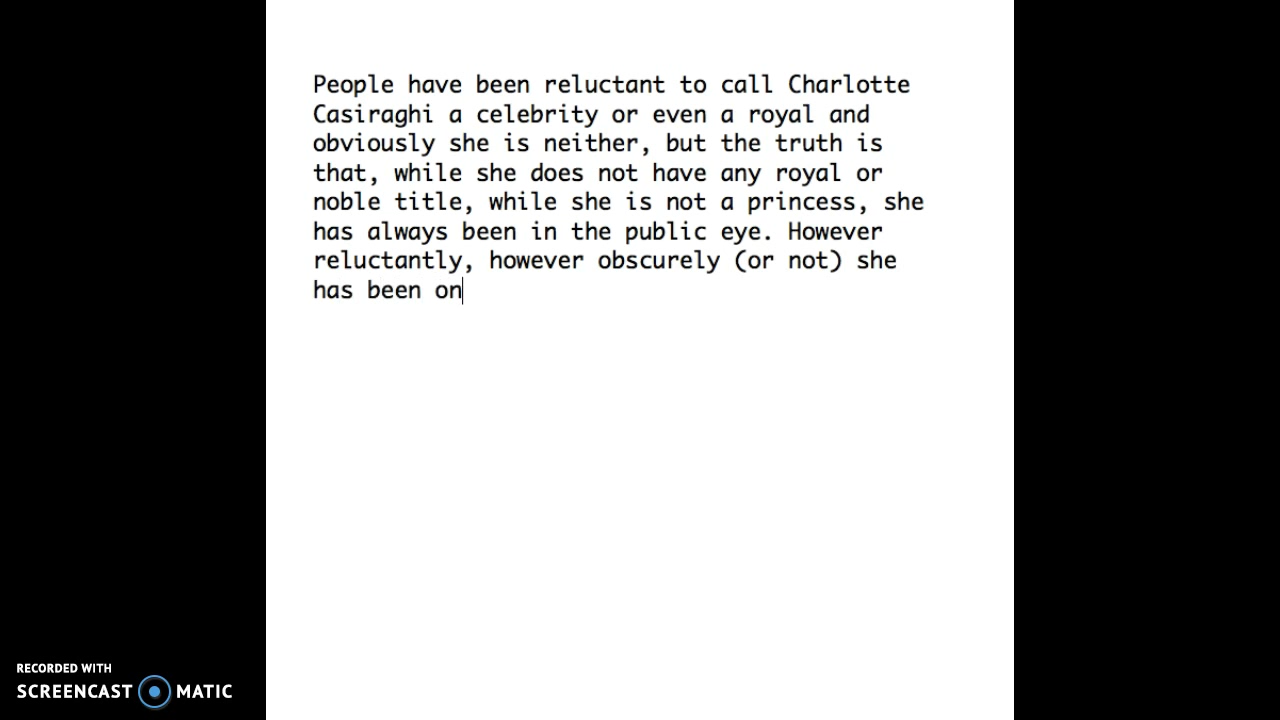 People have been reluctant to call Charlotte
Casiraghi a celebrity or even a royal and
obviously she is neither, but the truth is
that, while she does not have any royal or
noble title, while she is not a princess, she
has always been in the public eye. However
reluctantly, however obscurely (or not) she
has been on
RECORDED WITH
SCREENCAST MATIC